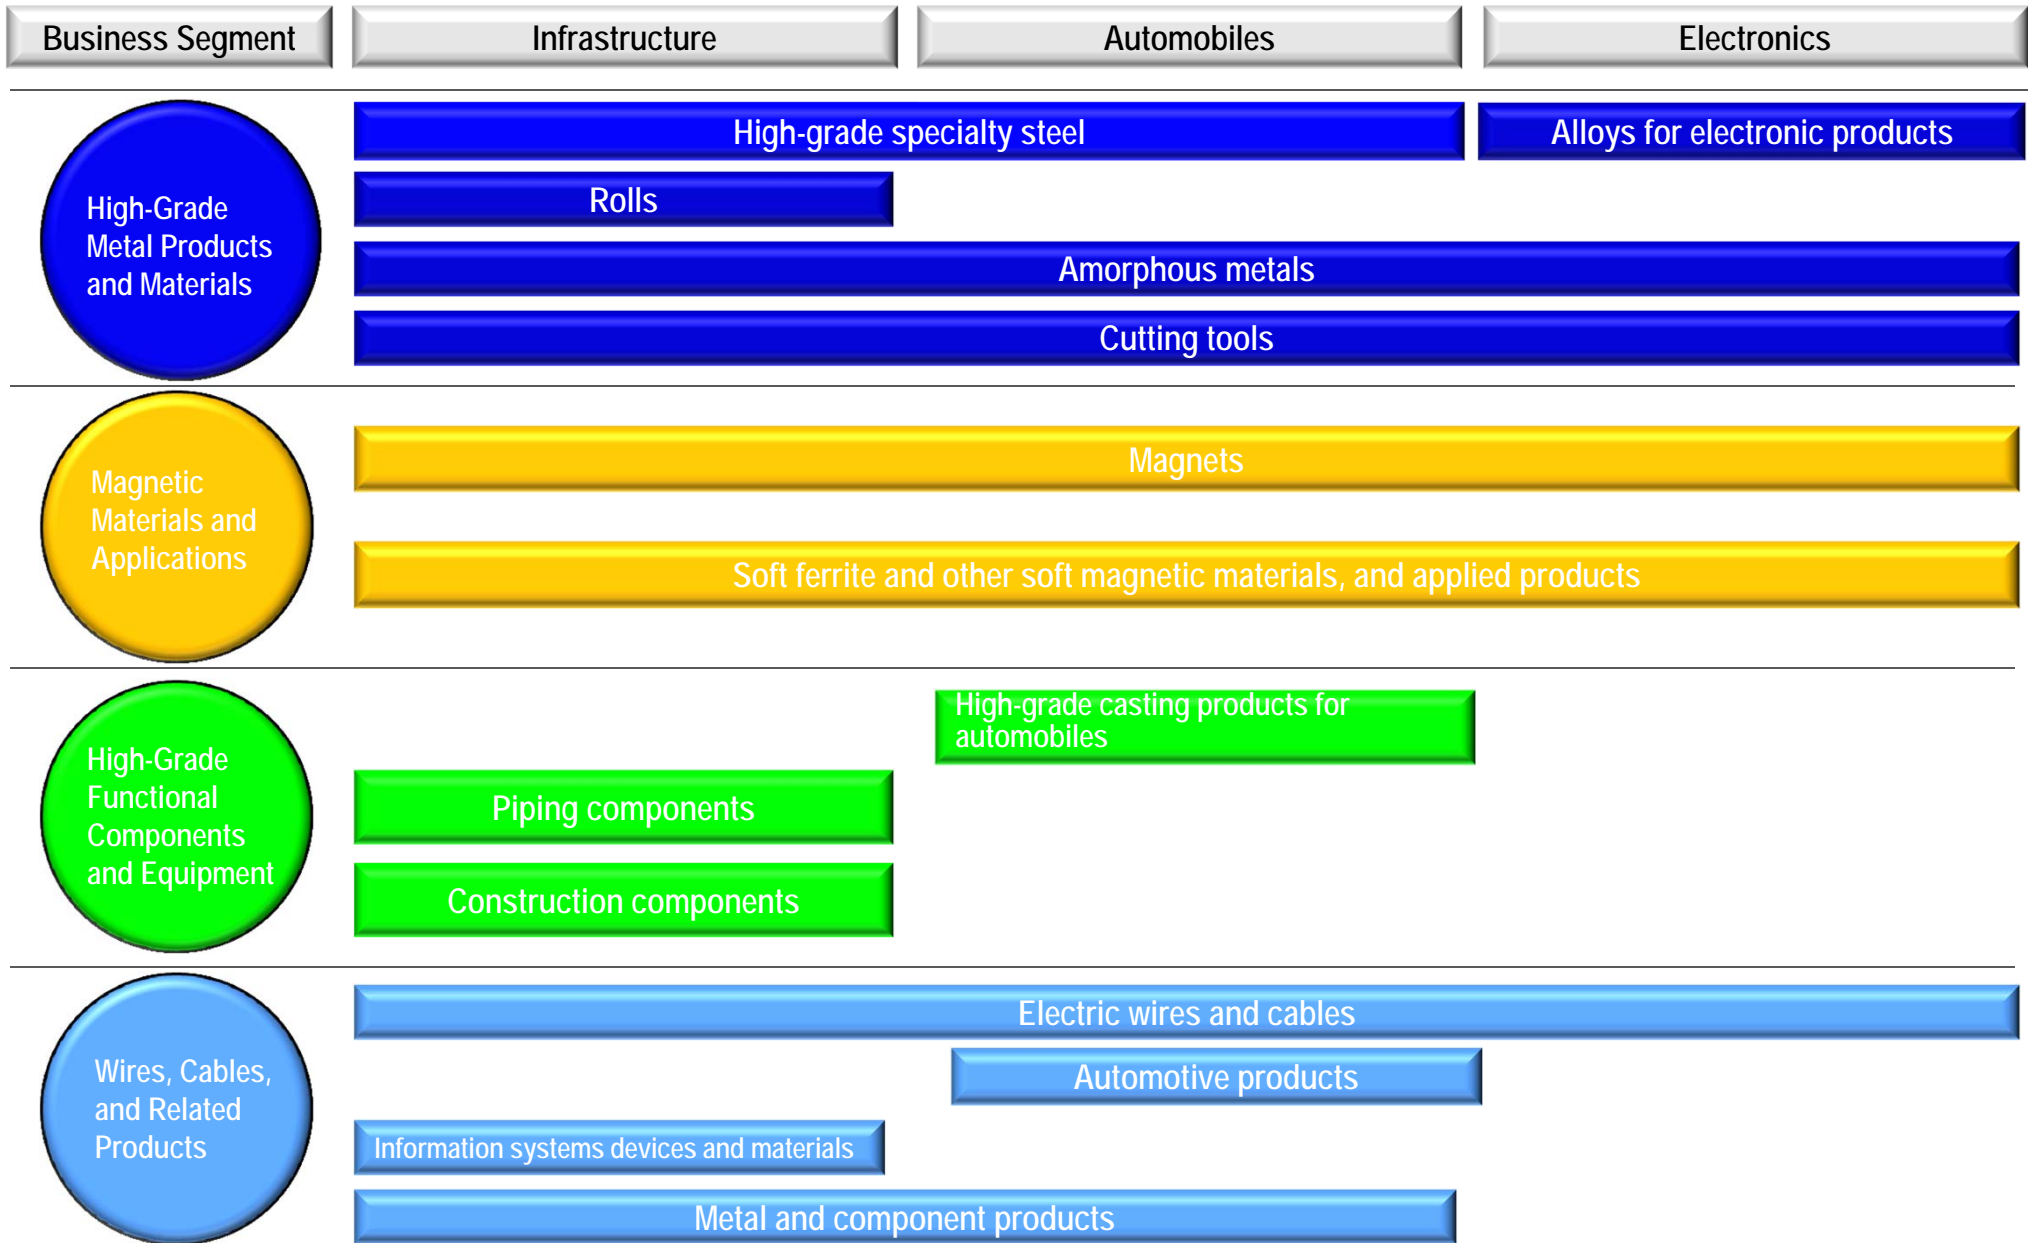 Business Segment
Infrastructure
Automobiles
Electronics
High-Grade
Metal Products
and Materials
High-grade specialty steel
Alloys for electronic products
Rolls
Amorphous metals
Cutting tools
Magnetic
Materials and
Applications
Magnets
Soft ferrite and other soft magnetic materials, and applied products
High-Grade
Functional
Components
and Equipment
High-grade casting products for
automobiles
Piping components
Construction components
Wires, Cables,
and Related
Products
Electric wires and cables
Automotive products
Information systems devices and materials
Metal and component products